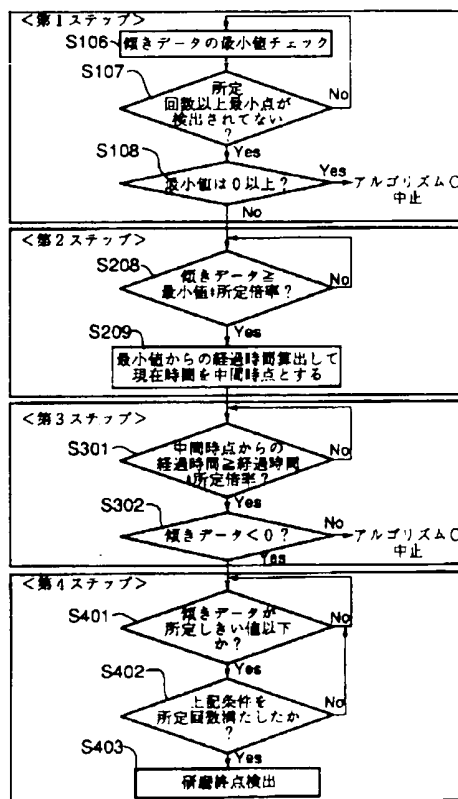 ＜第１ステップ＞
S106
傾きデータの最小値チェック
S107
所定
回数以上最小点が
検出されてない
？
No
Yes
S108
最小値は０以上？
Yes
アルゴリズムC
中止
No
＜第２ステップ＞
S208
傾きデータ≧
最小値*所定倍率？
No
Yes
S209
最小値からの経過時間算出して
現在時間を中間時点とする
＜第３ステップ＞
S301
中間時点からの
経過時間≧経過時間
*所定倍率？
No
Yes
S302
傾きデータ＜０？
No
アルゴリズムC
中止
Yes
＜第４ステップ＞
S401
傾きデータが
所定しきい値以下
か？
No
Yes
S402
上記条件を
所定回数満たしたか
？
No
Yes
S403
研磨終点検出